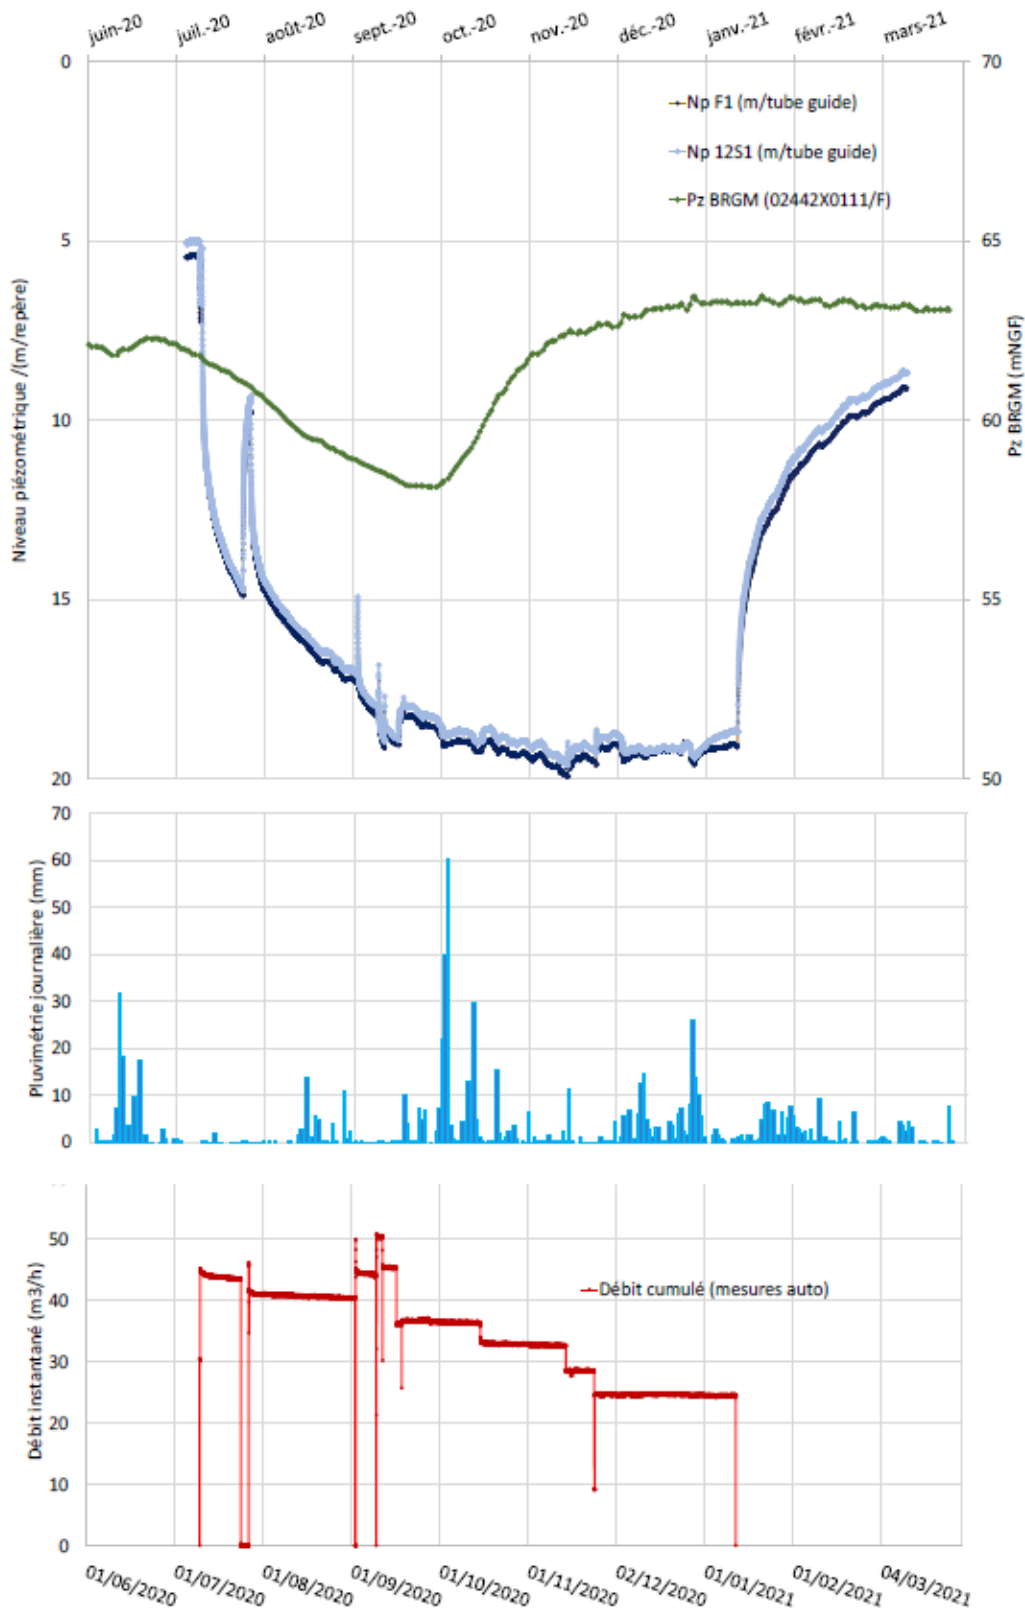 juin-20 juil.-20 août-20 sept.-20 oct.-20 nov.-20 déc.-20 janv.-21 févr.-21 mars-21
0 70
Np F1 (m/tube guide)
Np 12S1 (m/tube guide)
Pz BRGM (02442X0111/F)
5 65
Niveau piézométrique /(m/repère)
Pz BRGM (mNGF)
10 60
15 55
20 50
Pluviométrie journalière (mm)
70
60
50
40
30
20
10
0
Débit instantané (m3/h)
50
Débit cumulé (mesures auto)
40
30
20
10
0
01/06/2020 01/07/2020 01/08/2020 01/09/2020 01/10/2020 01/11/2020 02/12/2020 01/01/2021 01/02/2021 04/03/2021